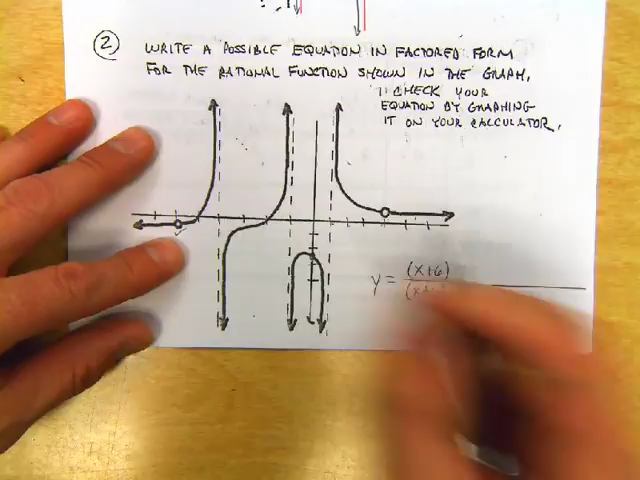 ② WRITE A POSSIBLE EQUATION IN FACTORED FORM
FOR THE RATIONAL FUNCTION SHOWN IN THE GRAPH,
CHECK YOUR
EQUATION BY GRAPHING
IT ON YOUR CALCULATOR.
y = (x+6)